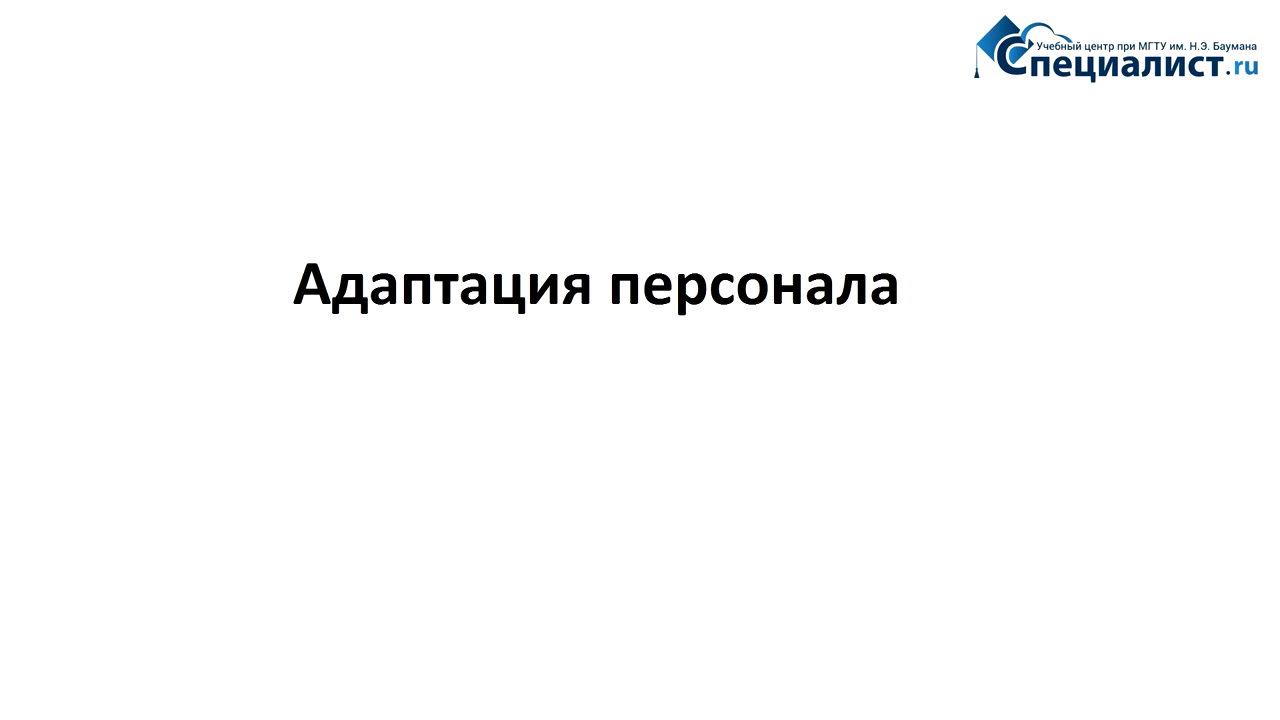 Учебный центр при МГТУ им. Н.Э. Баумана
Специалист.ru
Адаптация персонала